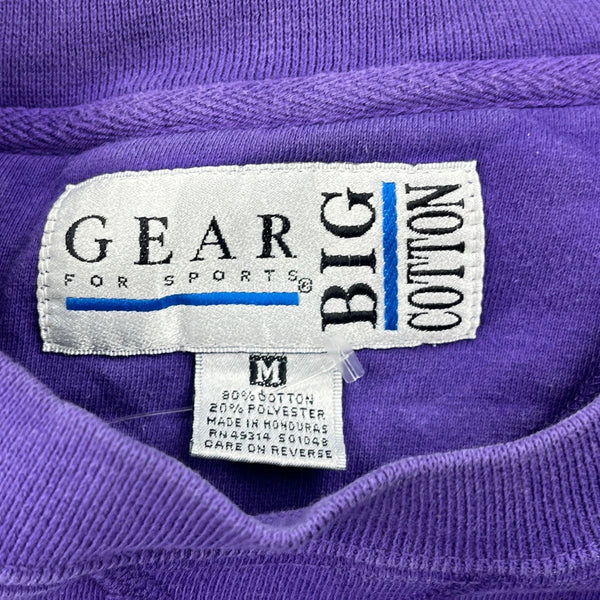 GEAR
FOR SPORTS®
BIG
COTTON
M
80% COTTON
20% POLYESTER
MADE IN HONDURAS
RN 49314 S01048
CARE ON REVERSE